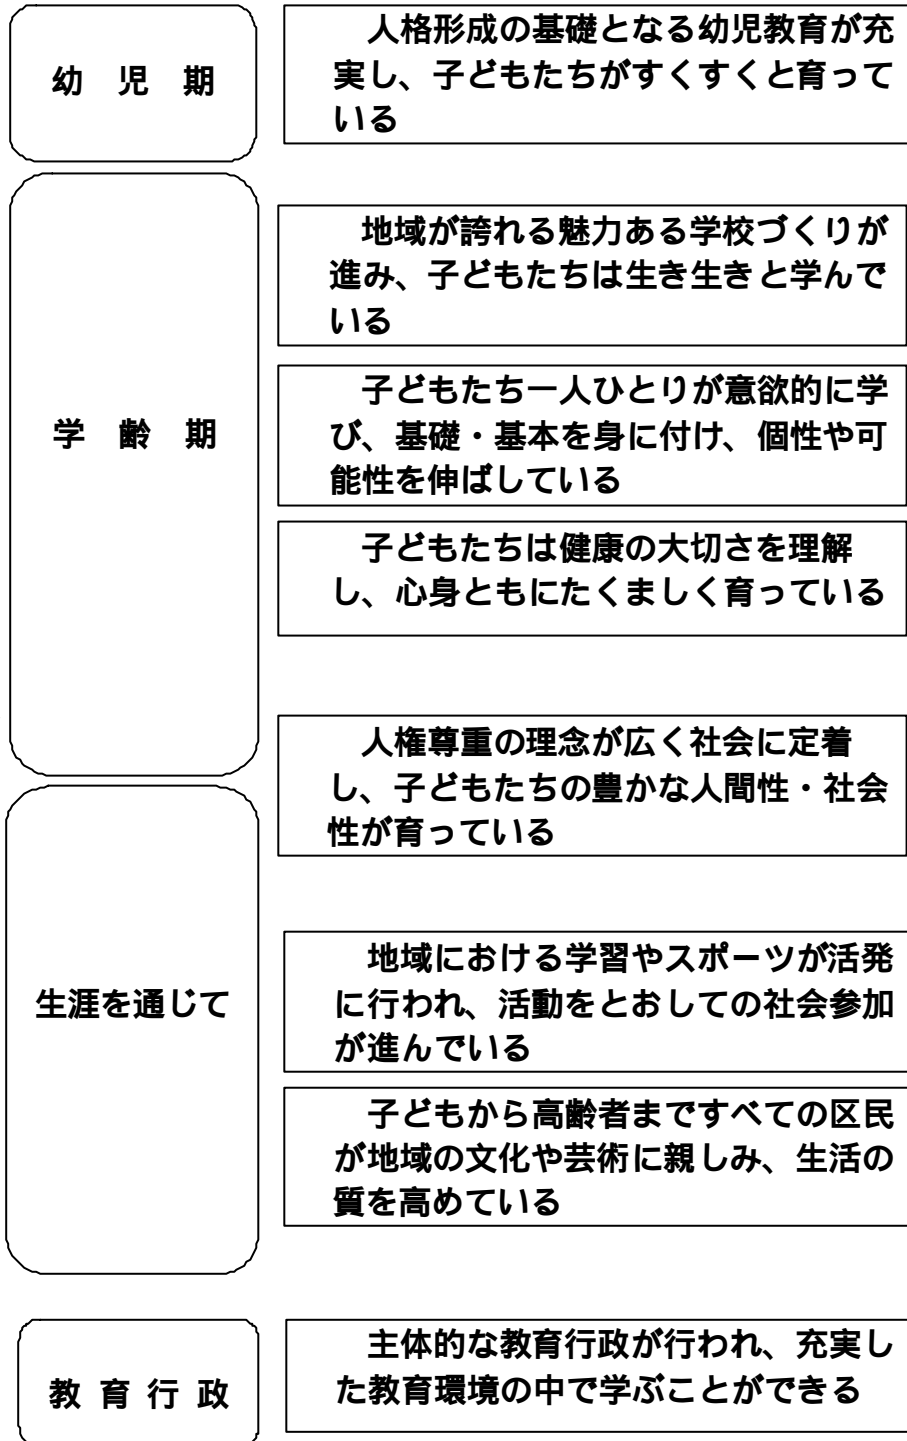 幼 児 期
人格形成の基礎となる幼児教育が充
実し、子どもたちがすくすくと育って
いる
学 齢 期
地域が誇れる魅力ある学校づくりが
進み、子どもたちは生き生きと学んで
いる
子どもたち一人ひとりが意欲的に学
び、基礎・基本を身に付け、個性や可
能性を伸ばしている
子どもたちは健康の大切さを理解
し、心身ともにたくましく育っている
人権尊重の理念が広く社会に定着
し、子どもたちの豊かな人間性・社会
性が育っている
生涯を通じて
地域における学習やスポーツが活発
に行われ、活動をとおしての社会参加
が進んでいる
子どもから高齢者まですべての区民
が地域の文化や芸術に親しみ、生活の
質を高めている
教 育 行 政
主体的な教育行政が行われ、充実し
た教育環境の中で学ぶことができる